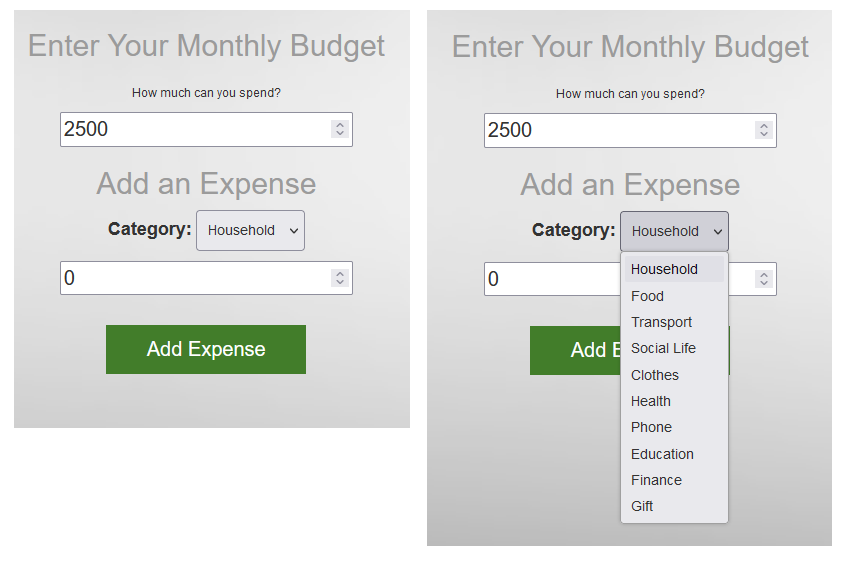 Enter Your Monthly Budget
How much can you spend?
2500
Add an Expense
Category: Household
0
Add Expense
Enter Your Monthly Budget
How much can you spend?
2500
Add an Expense
Category: Household
0
Add E
Household
Food
Transport
Social Life
Clothes
Health
Phone
Education
Finance
Gift